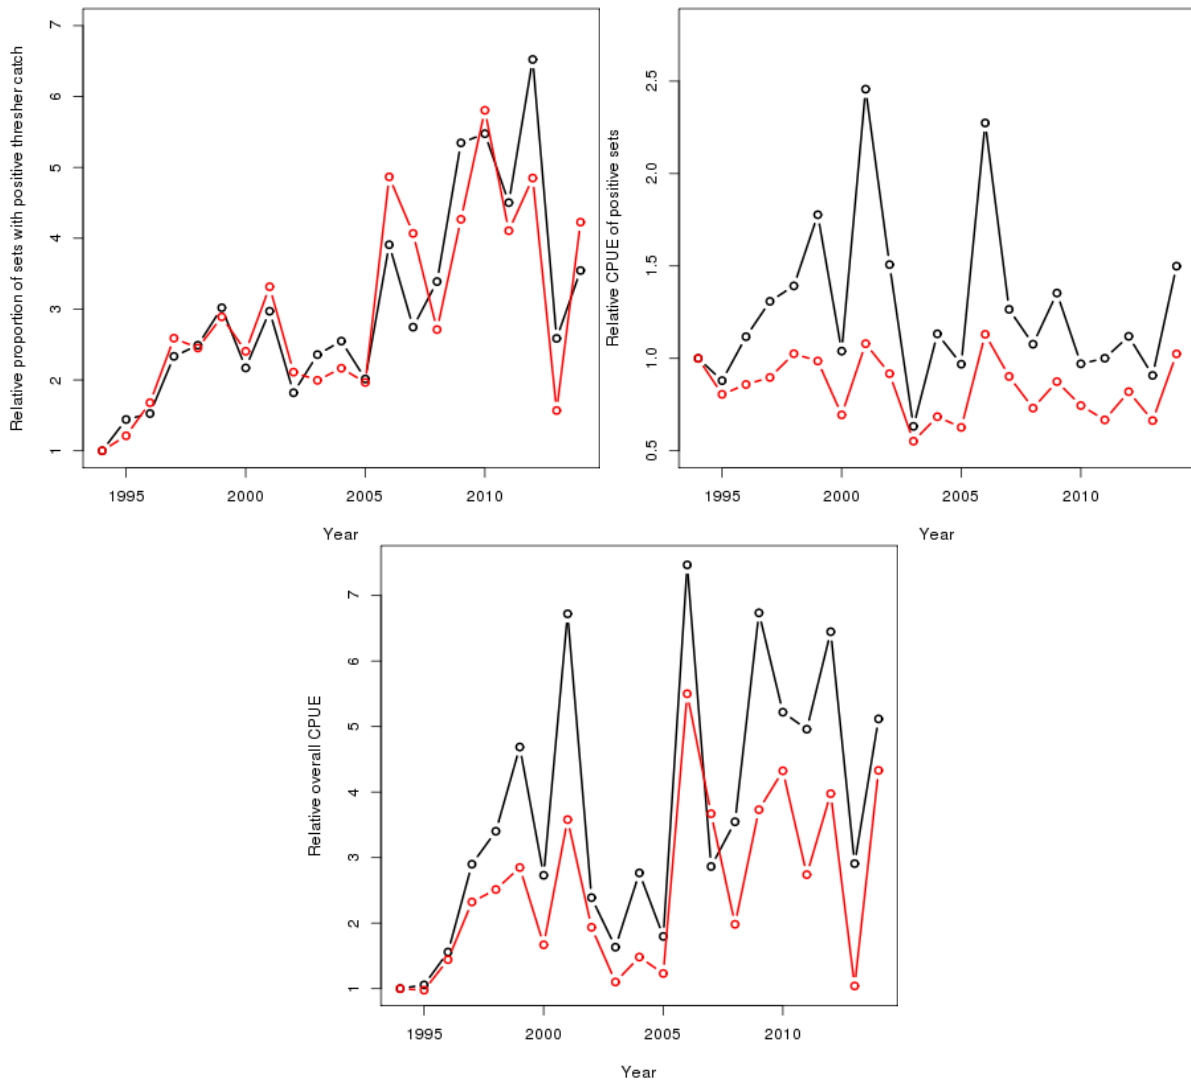 Relative proportion of sets with positive thresher catch
7
6
5
4
3
2
1
1995 2000 2005 2010
Year
Relative CPUE of positive sets
2.5
2.0
1.5
1.0
0.5
1995 2000 2005 2010
Year
Relative overall CPUE
7
6
5
4
3
2
1
1995 2000 2005 2010
Year